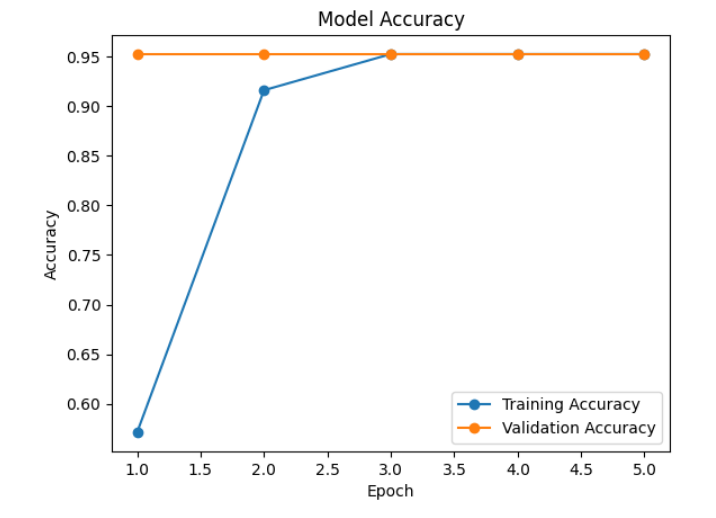 Model Accuracy
0.95
0.90
0.85
0.80
0.75
0.70
0.65
0.60
Accuracy
Training Accuracy
Validation Accuracy
1.0 1.5 2.0 2.5 3.0 3.5 4.0 4.5 5.0
Epoch